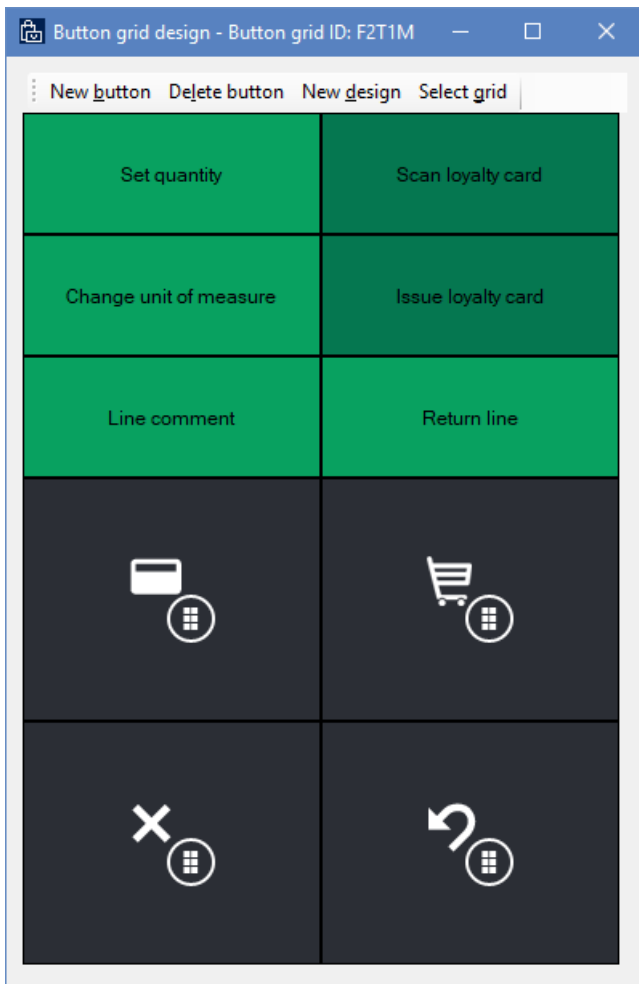 Button grid design - Button grid ID: F2T1M
New button Delete button New design Select grid
Set quantity
Scan loyalty card
Change unit of measure
Issue loyalty card
Line comment
Return line